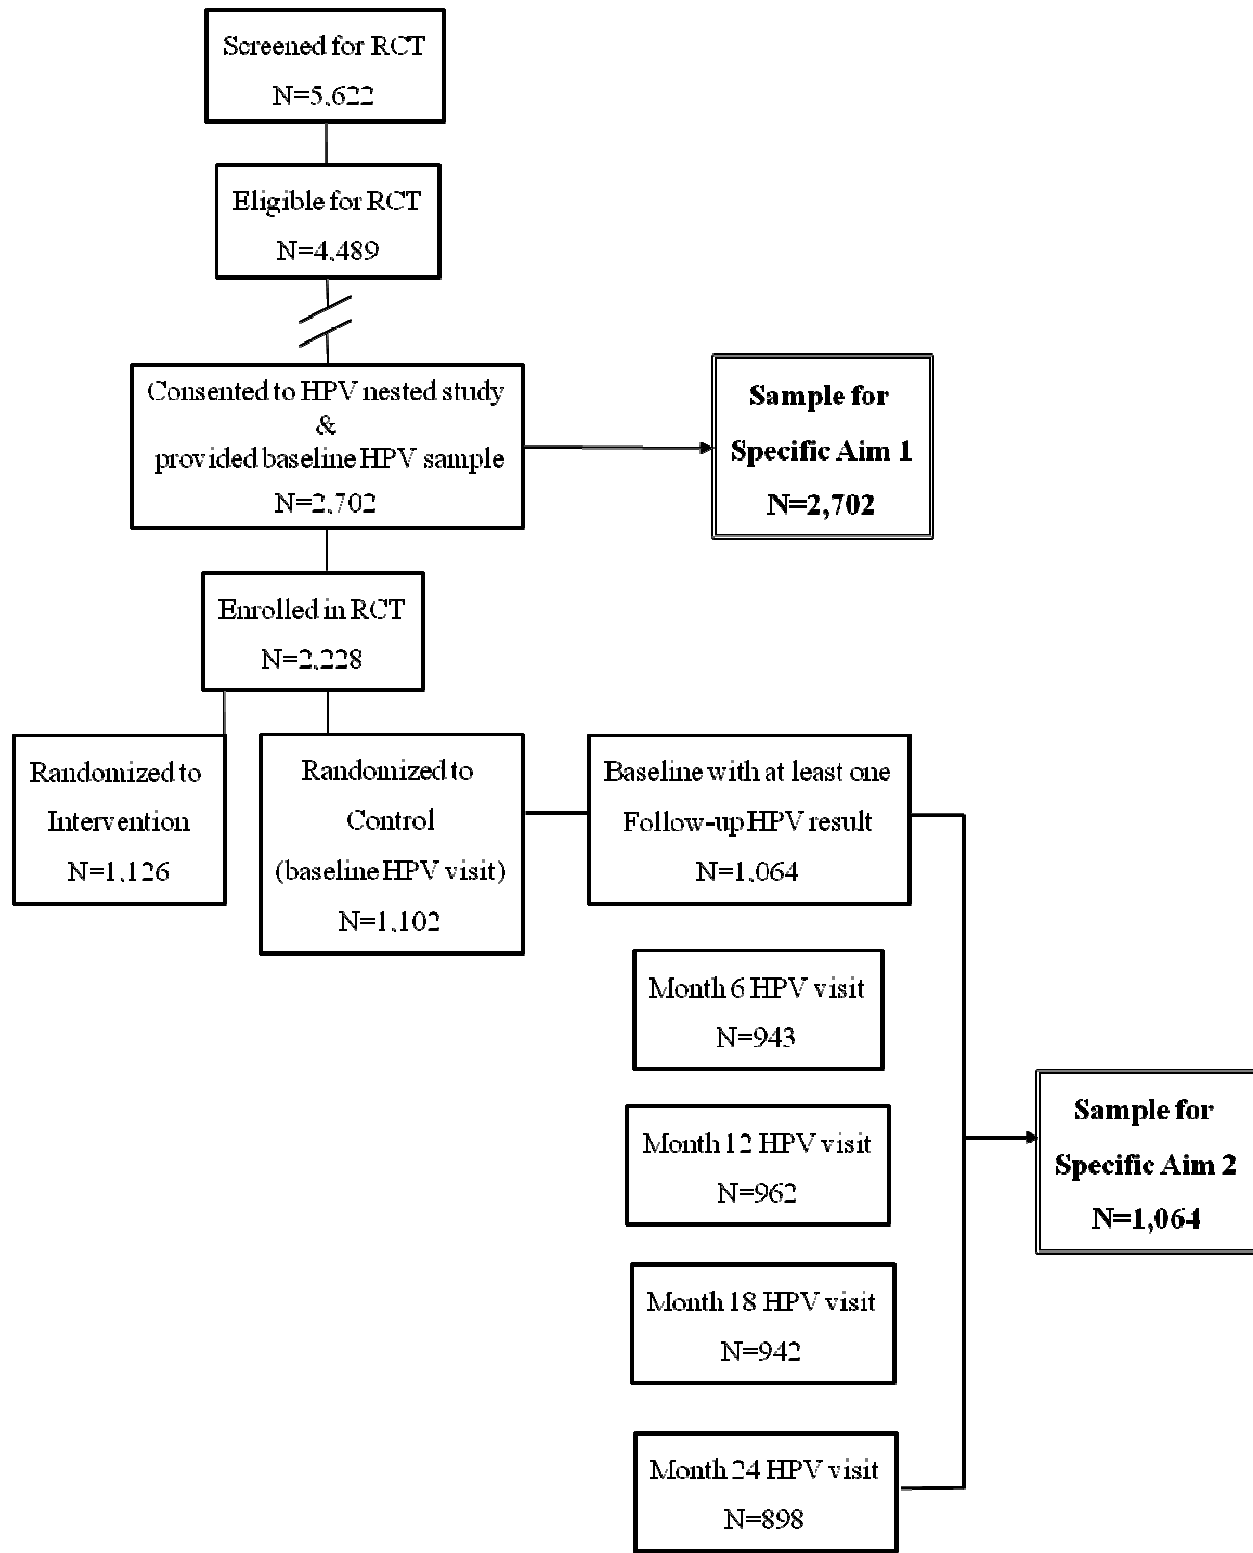 Screened for RCT
N=5,622
Eligible for RCT
N=4,489
Consented to HPV nested study
&
provided baseline HPV sample
N=2,702
Sample for
Specific Aim 1
N=2,702
Enrolled in RCT
N=2,228
Randomized to
Intervention
N=1,126
Randomized to
Control
(baseline HPV visit)
N=1,102
Baseline with at least one
Follow-up HPV result
N=1,064
Month 6 HPV visit
N=943
Month 12 HPV visit
N=962
Sample for
Specific Aim 2
N=1,064
Month 18 HPV visit
N=942
Month 24 HPV visit
N=898